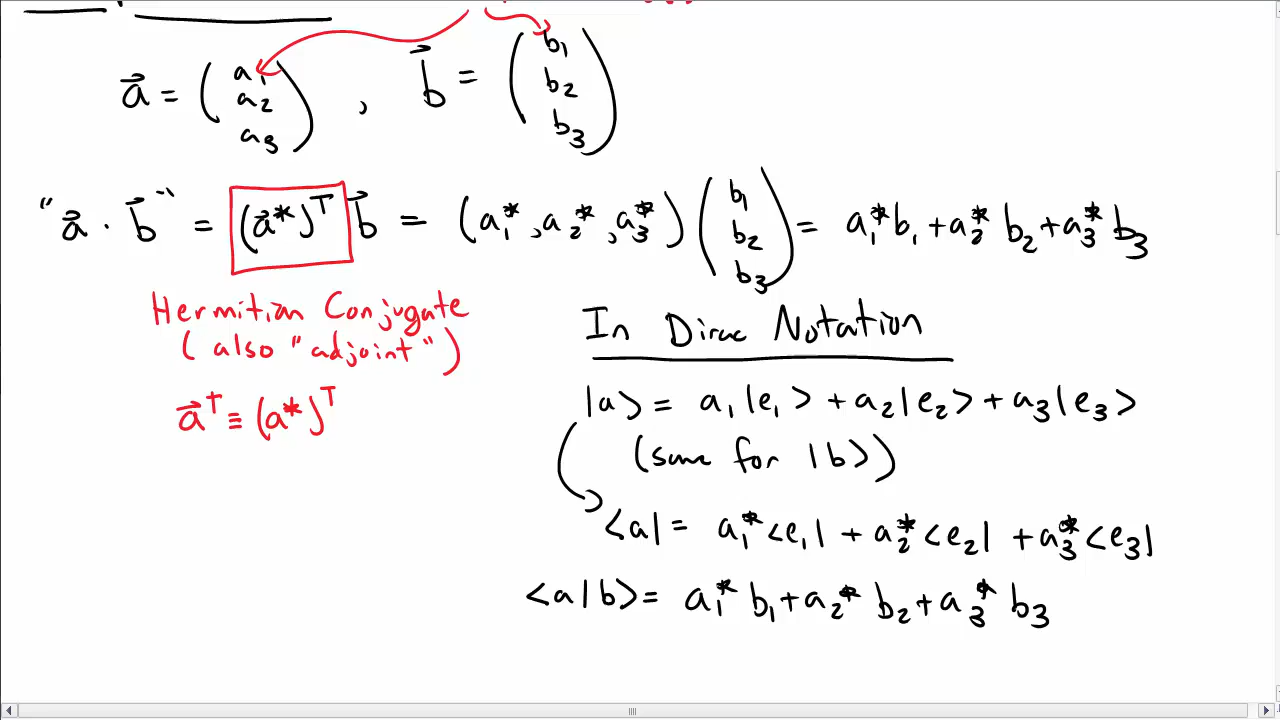 a⃗ = (a₁ a₂ a₃) , b⃗ = (b₁ b₂ b₃)
"a⃗ · b⃗" = (a⃗*)ᵀ b⃗ = (a₁*, a₂*, a₃*) (b₁ b₂ b₃) = a₁*b₁ + a₂*b₂ + a₃*b₃
Hermitian Conjugate
(also "adjoint")
a⃗† ≡ (a*)ᵀ
In Dirac Notation
|a> = a₁|e₁> + a₂|e₂> + a₃|e₃>
(same for |b>)
<a| = a₁*<e₁| + a₂*<e₂| + a₃*<e₃|
<a|b> = a₁*b₁ + a₂*b₂ + a₃*b₃